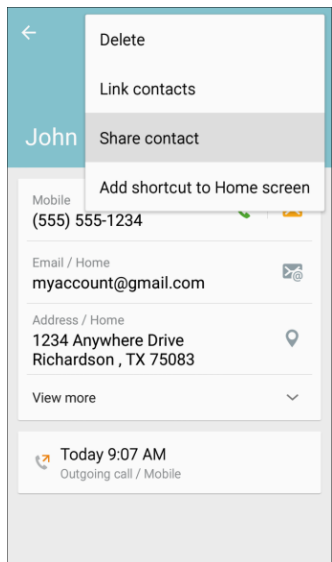 Delete
Link contacts
John
Share contact
Add shortcut to Home screen
Mobile
(555) 555-1234
Email / Home
myaccount@gmail.com
Address / Home
1234 Anywhere Drive
Richardson , TX 75083
View more
Today 9:07 AM
Outgoing call / Mobile